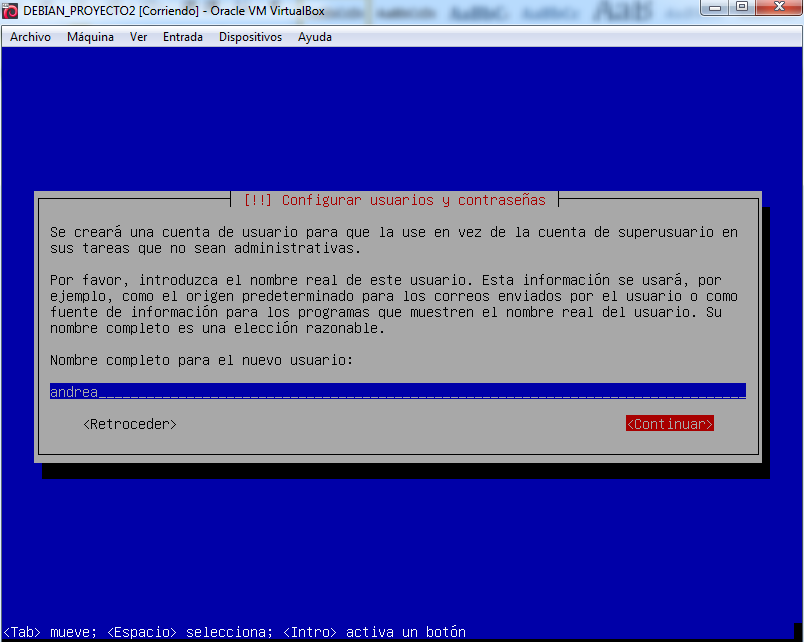 DEBIAN_PROYECTO2 [Corriendo] - Oracle VM VirtualBox
Archivo Máquina Ver Entrada Dispositivos Ayuda
[!!] Configurar usuarios y contraseñas
Se creará una cuenta de usuario para que la use en vez de la cuenta de superusuario en
sus tareas que no sean administrativas.
Por favor, introduzca el nombre real de este usuario. Esta información se usará, por
ejemplo, como el origen predeterminado para los correos enviados por el usuario o como
fuente de información para los programas que muestren el nombre real del usuario. Su
nombre completo es una elección razonable.
Nombre completo para el nuevo usuario:
andrea
<Retroceder> <Continuar>
<Tab> mueve; <Espacio> selecciona; <Intro> activa un botón